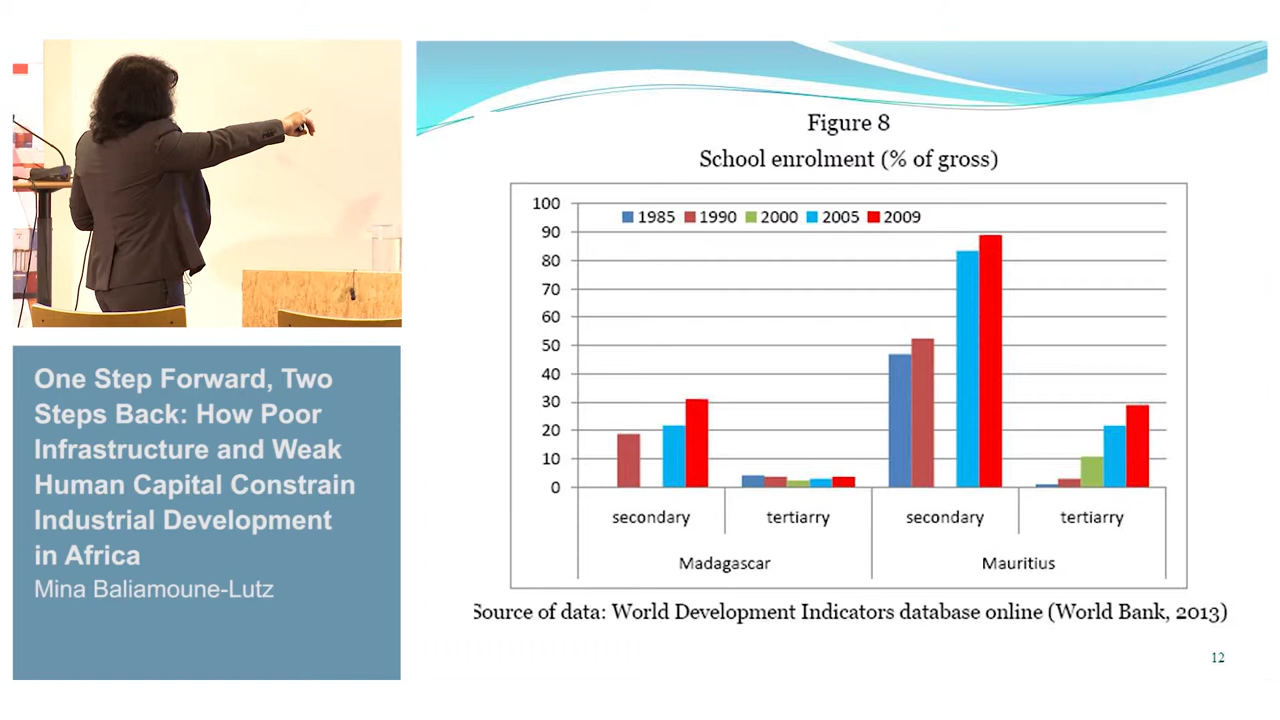 One Step Forward, Two
Steps Back: How Poor
Infrastructure and Weak
Human Capital Constrain
Industrial Development
in Africa
Mina Baliamoune-Lutz
Figure 8
School enrolment (% of gross)
1985 1990 2000 2005 2009
100
90
80
70
60
50
40
30
20
10
0
secondary tertiarry secondary tertiarry
Madagascar Mauritius
Source of data: World Development Indicators database online (World Bank, 2013)
12